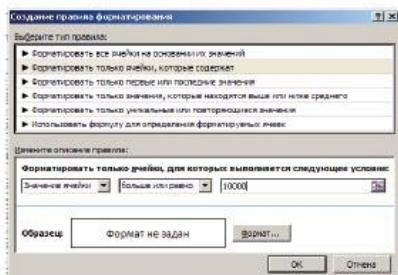 Создание правила форматирования
Выберите тип правила:
► Форматировать все ячейки на основании их значений
► Форматировать только ячейки, которые содержат
► Форматировать только первые или последние значения
► Форматировать только значения, которые находятся выше или ниже среднего
► Форматировать только уникальные или повторяющиеся значения
► Использовать формулу для определения форматируемых ячеек
Измените описание правила:
Форматировать только ячейки, для которых выполняется следующее условие:
Значение ячейки больше или равно 10000
Образец: Формат не задан Формат...
ОК Отмена